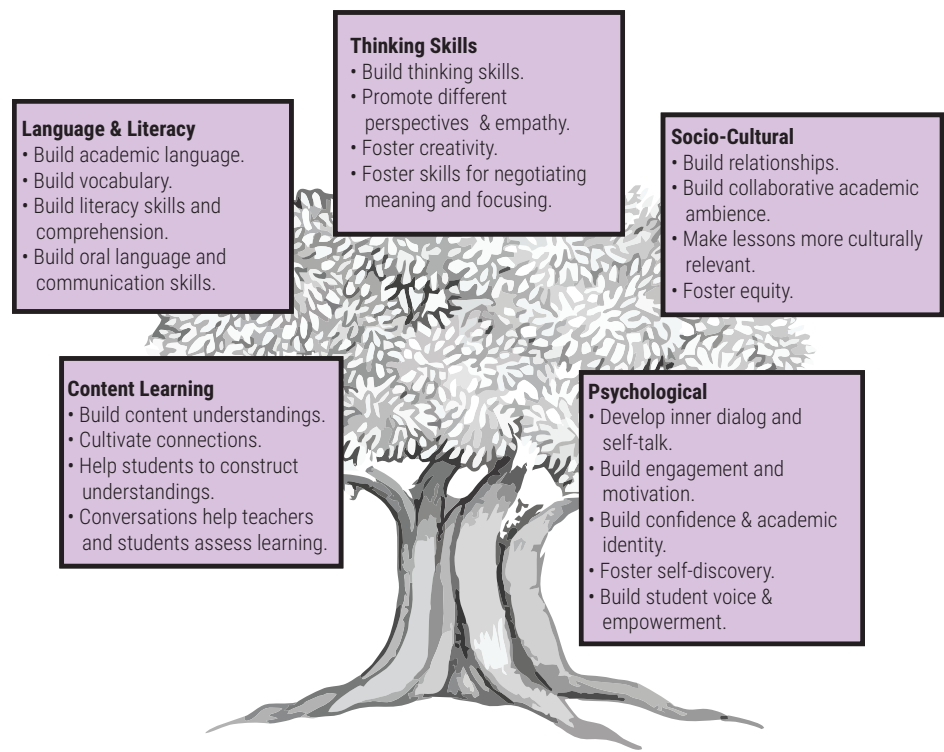 Thinking Skills
• Build thinking skills.
• Promote different
perspectives & empathy.
• Foster creativity.
• Foster skills for negotiating
meaning and focusing.
Language & Literacy
• Build academic language.
• Build vocabulary.
• Build literacy skills and
comprehension.
• Build oral language and
communication skills.
Socio-Cultural
• Build relationships.
• Build collaborative academic
ambience.
• Make lessons more culturally
relevant.
• Foster equity.
Content Learning
• Build content understandings.
• Cultivate connections.
• Help students to construct
understandings.
• Conversations help teachers
and students assess learning.
Psychological
• Develop inner dialog and
self-talk.
• Build engagement and
motivation.
• Build confidence & academic
identity.
• Foster self-discovery.
• Build student voice &
empowerment.